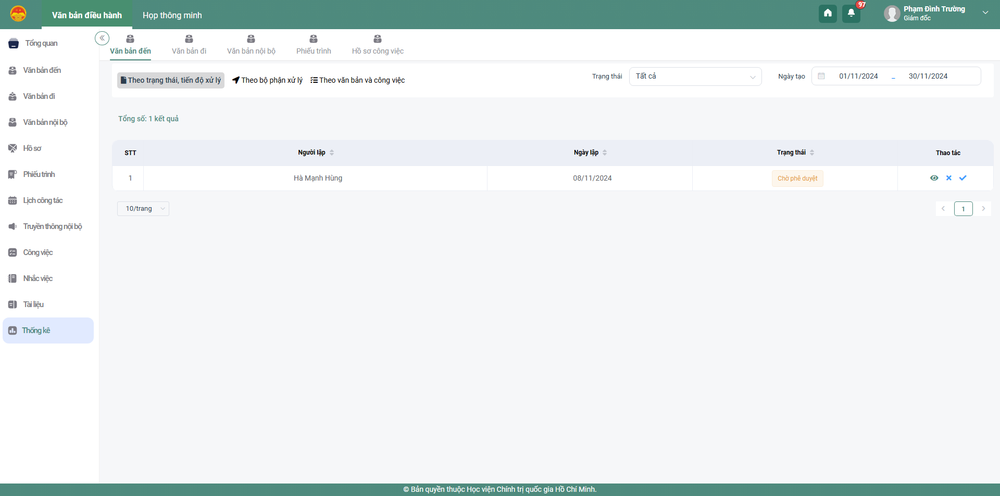 Văn bản điều hành
Họp thông minh
97
Phạm Đình Trường
Giám đốc
Tổng quan
Văn bản đến
Văn bản đi
Văn bản nội bộ
Hồ sơ
Phiếu trình
Lịch công tác
Truyền thông nội bộ
Công việc
Nhắc việc
Tài liệu
Thống kê
Văn bản đến
Văn bản đi
Văn bản nội bộ
Phiếu trình
Hồ sơ công việc
Theo trạng thái, tiến độ xử lý
Theo bộ phận xử lý
Theo văn bản và công việc
Trạng thái
Tất cả
Ngày tạo
01/11/2024 – 30/11/2024
Tổng số: 1 kết quả
STT Người lập Ngày lập Trạng thái Thao tác
1 Hà Mạnh Hùng 08/11/2024 Chờ phê duyệt
10/trang
1
© Bản quyền thuộc Học viện Chính trị quốc gia Hồ Chí Minh.